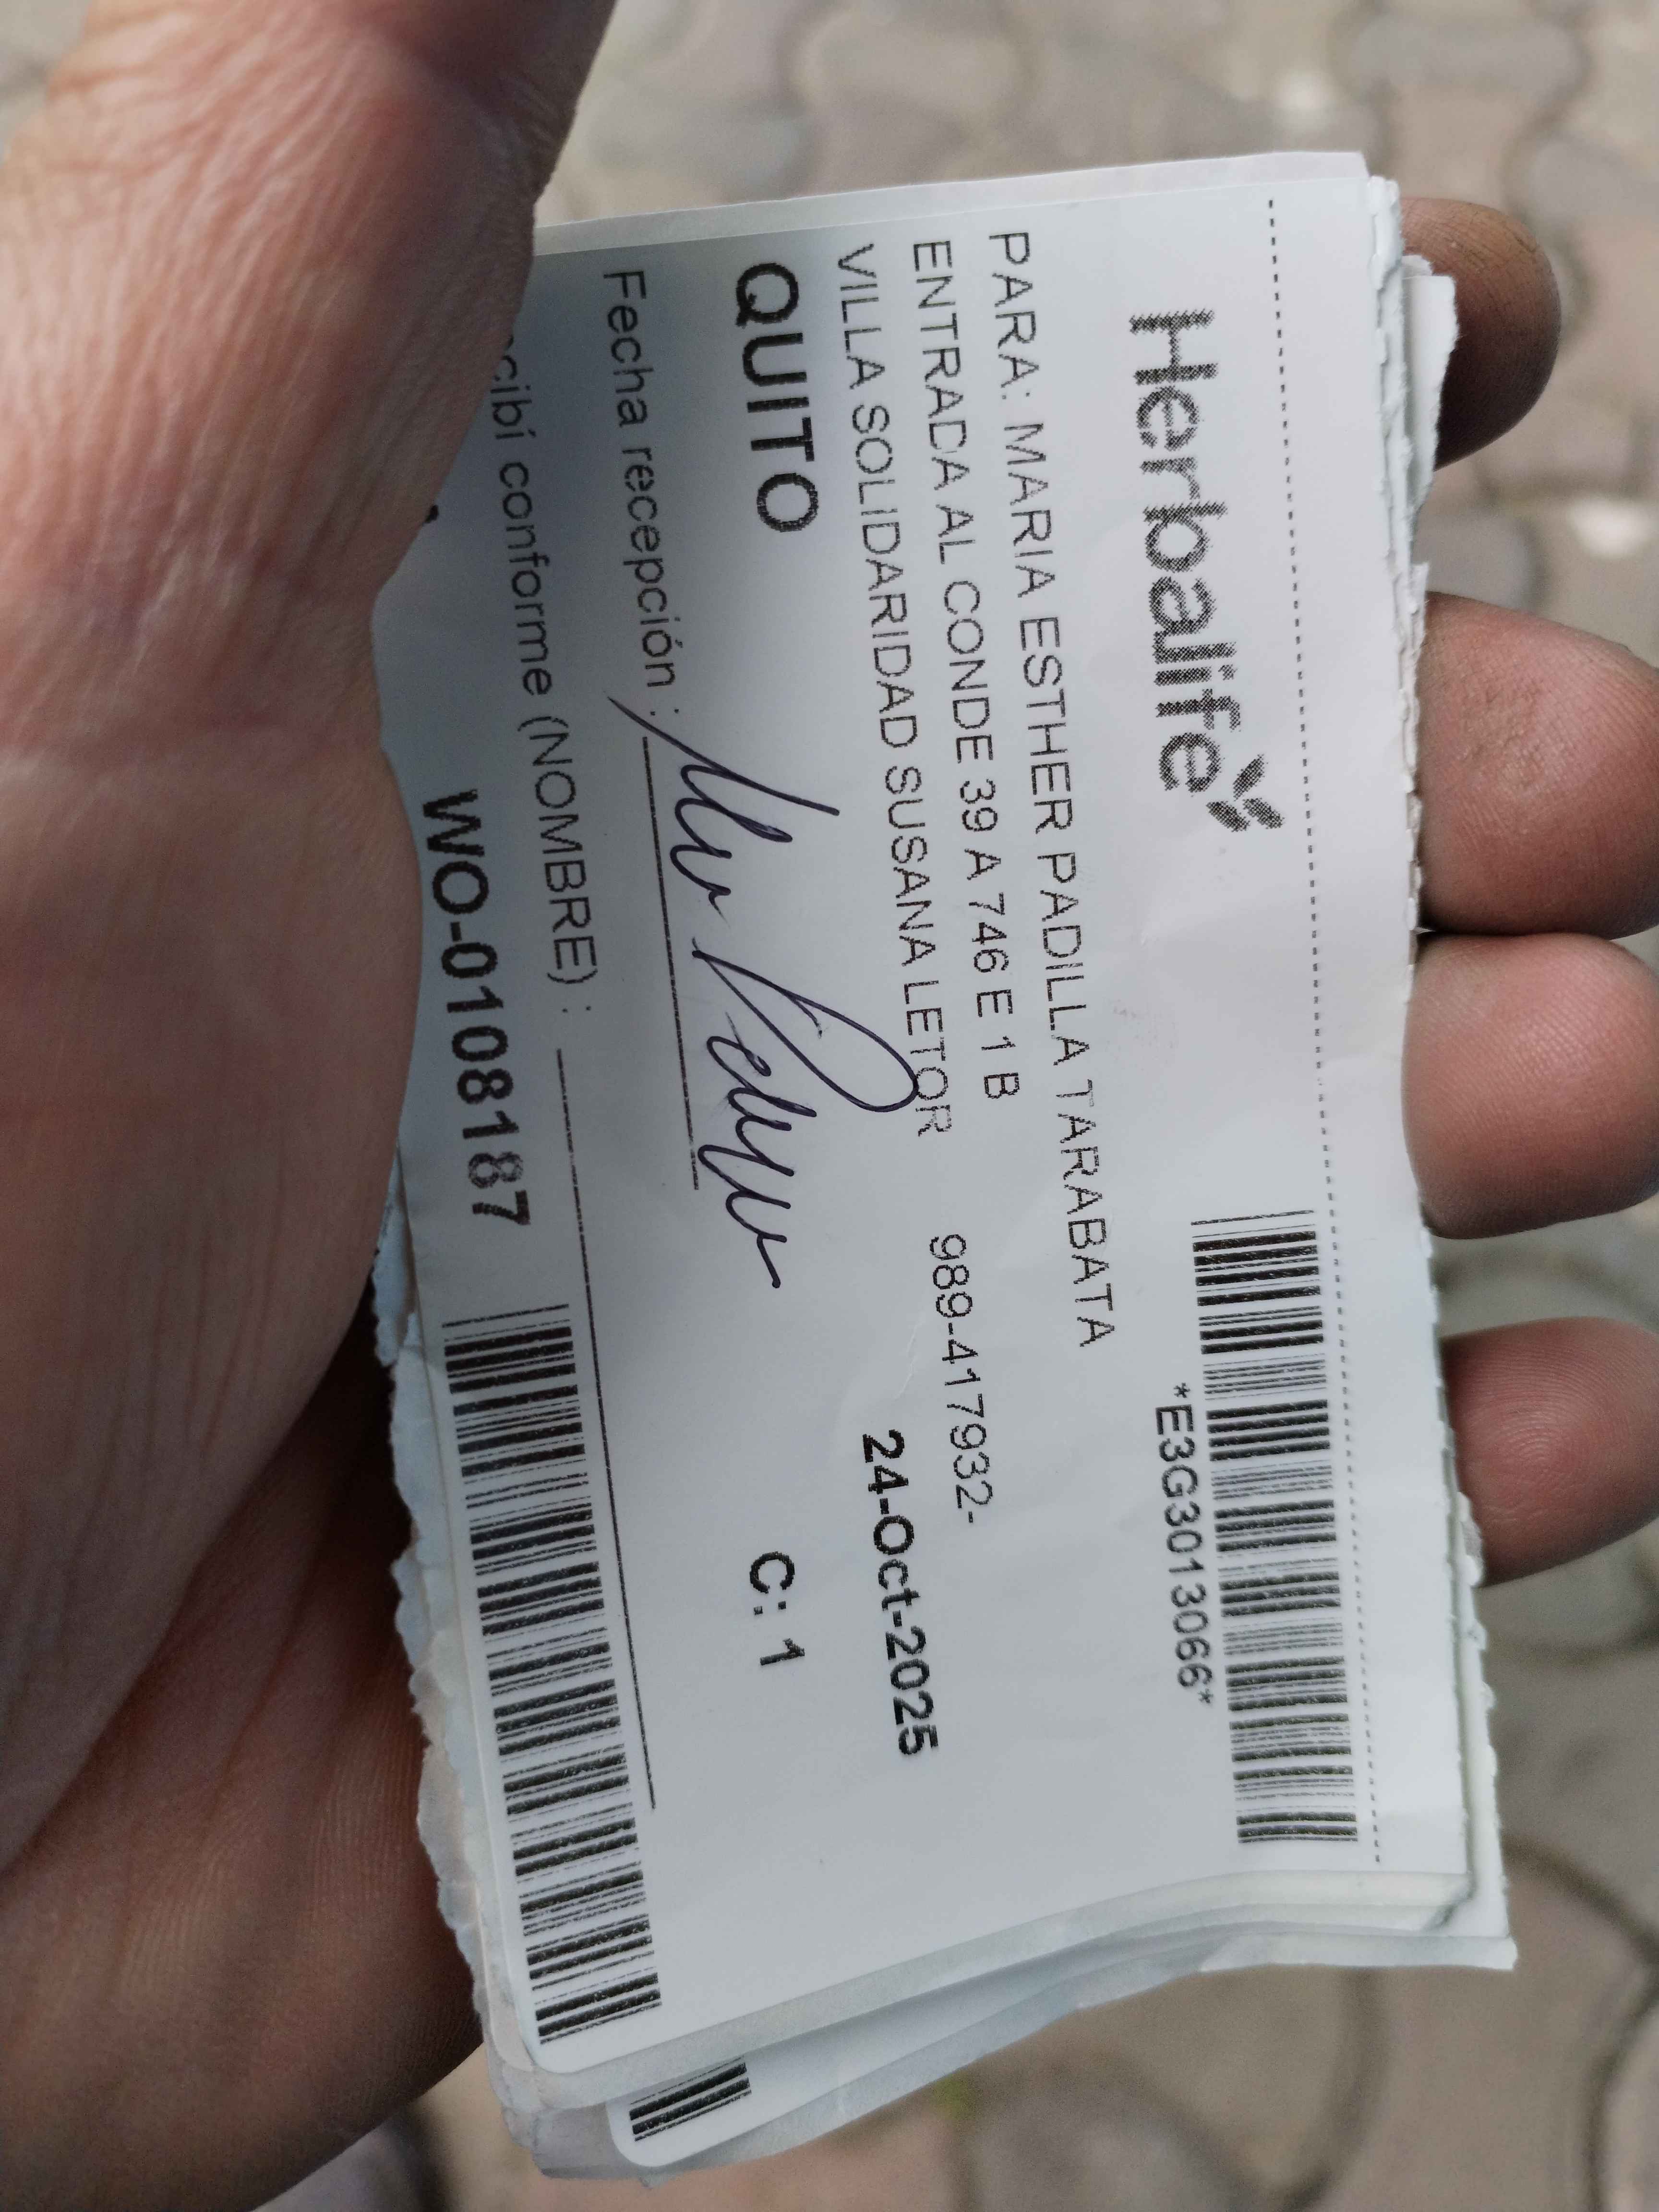 Herbalife
*E3G3013066*
PARA: MARIA ESTHER PADILLA TARABATA
ENTRADA AL CONDE 39 A 746 E 1 B
VILLA SOLIDARIDAD SUSANA LETOR 989-417932-
24-Oct-2025
QUITO C: 1
Fecha recepción :
cibí conforme (NOMBRE) :
WO-0108187